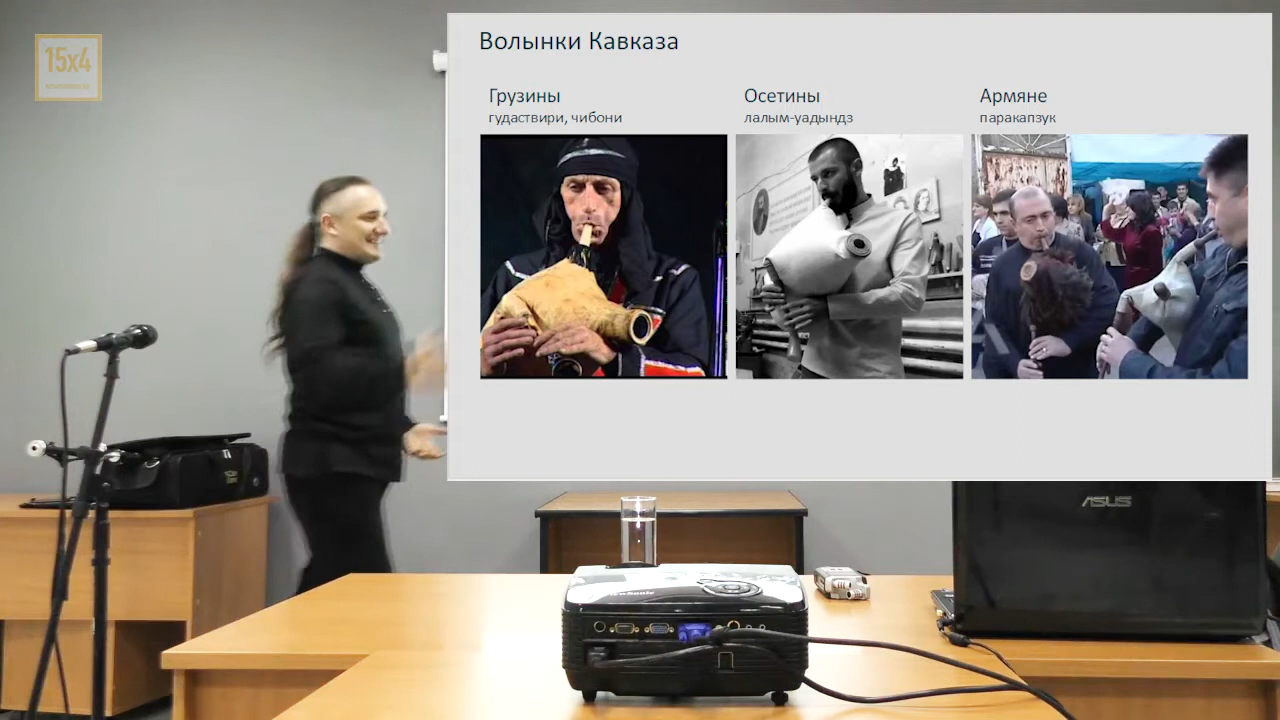 15x4
Волынки Кавказа
Грузины
гудаствири, чибони
Осетины
лалым-уадындз
Армяне
паракапзук
ASUS